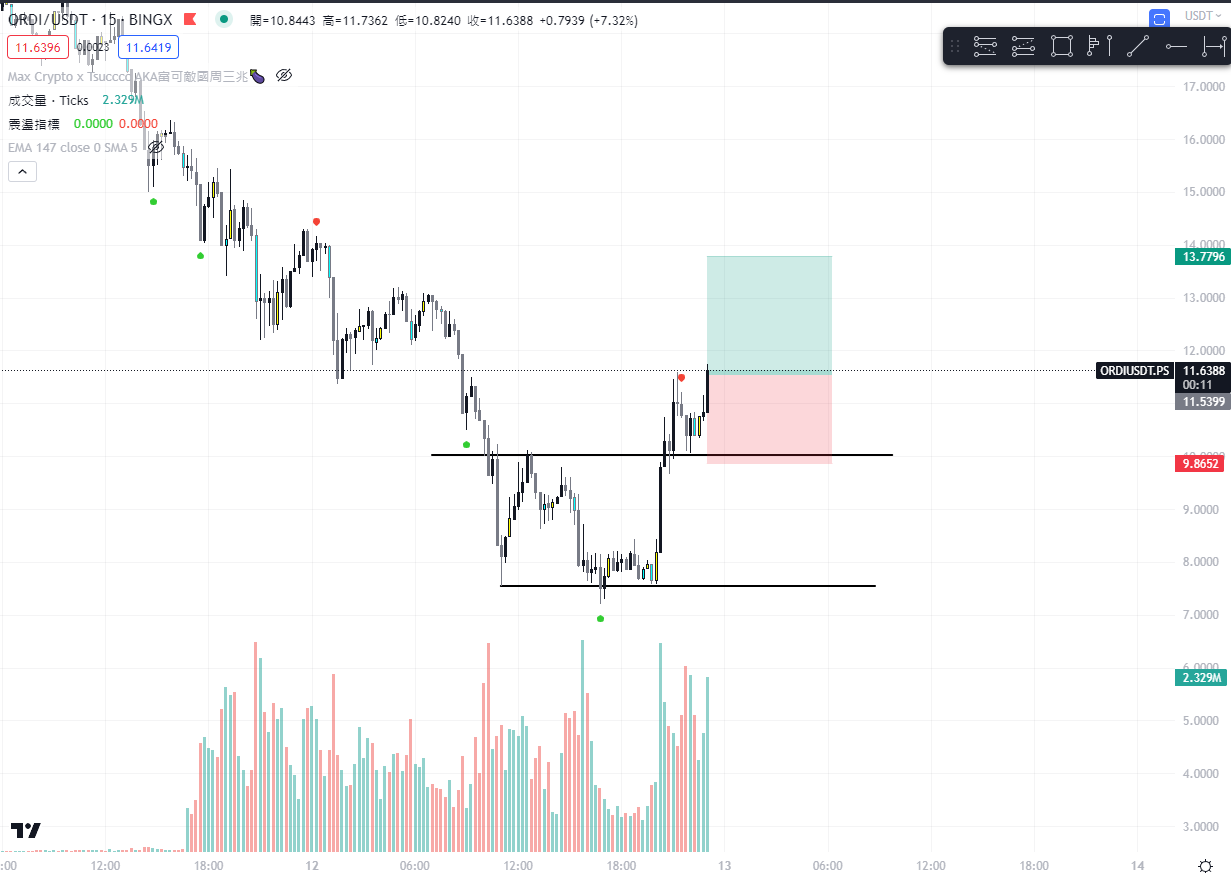 ORDI/USDT · 15 · BINGX 開=10.8443 高=11.7362 低=10.8240 收=11.6388 +0.7939 (+7.32%)
USDT
11.6396 0.0023 11.6419
Max Crypto x Tsuccccl AKA富可敵國周三兆🍆
成交量 · Ticks 2.329M
震盪指標 0.0000 0.0000
EMA 147 close 0 SMA 5
17.0000
16.0000
15.0000
14.0000
13.7796
13.0000
12.0000
ORDIUSDT.PS 11.6388
00:11
11.5399
9.8652
9.0000
8.0000
7.0000
6.0000
2.329M
5.0000
4.0000
3.0000
:00 12:00 18:00 12 06:00 12:00 18:00 13 06:00 12:00 18:00 14